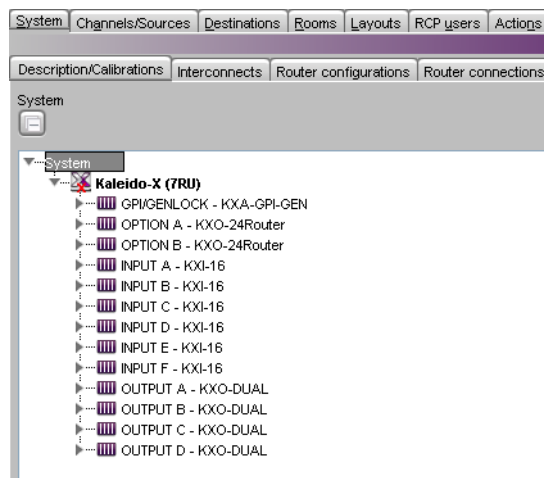 System Channels/Sources Destinations Rooms Layouts RCP users Actions
Description/Calibrations Interconnects Router configurations Router connections
System
System
Kaleido-X (7RU)
GPI/GENLOCK - KXA-GPI-GEN
OPTION A - KXO-24Router
OPTION B - KXO-24Router
INPUT A - KXI-16
INPUT B - KXI-16
INPUT C - KXI-16
INPUT D - KXI-16
INPUT E - KXI-16
INPUT F - KXI-16
OUTPUT A - KXO-DUAL
OUTPUT B - KXO-DUAL
OUTPUT C - KXO-DUAL
OUTPUT D - KXO-DUAL